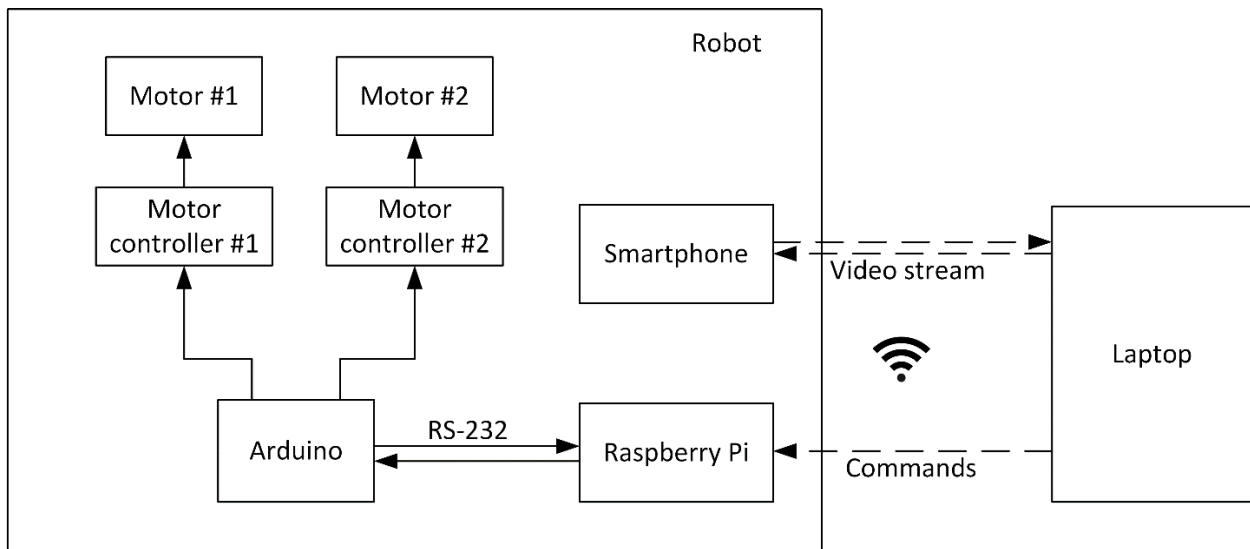 Robot
Motor #1
Motor #2
Motor
controller #1
Motor
controller #2
Smartphone
Video stream
Laptop
Arduino
RS-232
Raspberry Pi
Commands